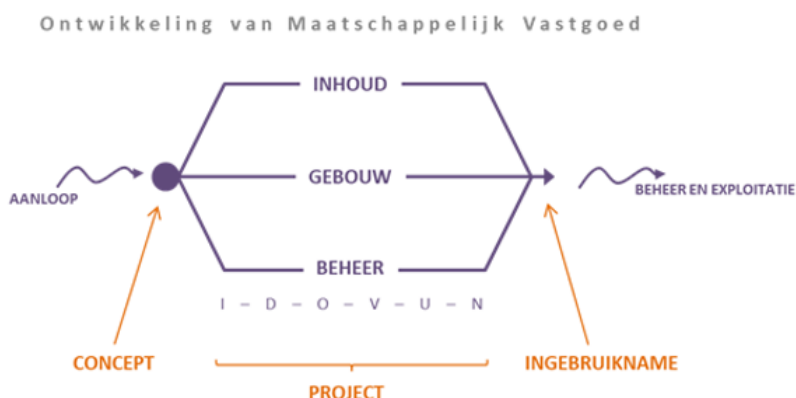 Ontwikkeling van Maatschappelijk Vastgoed
INHOUD
GEBOUW
AANLOOP
BEHEER EN EXPLOITATIE
BEHEER
I – D – O – V – U – N
CONCEPT
INGEBRUIKNAME
PROJECT